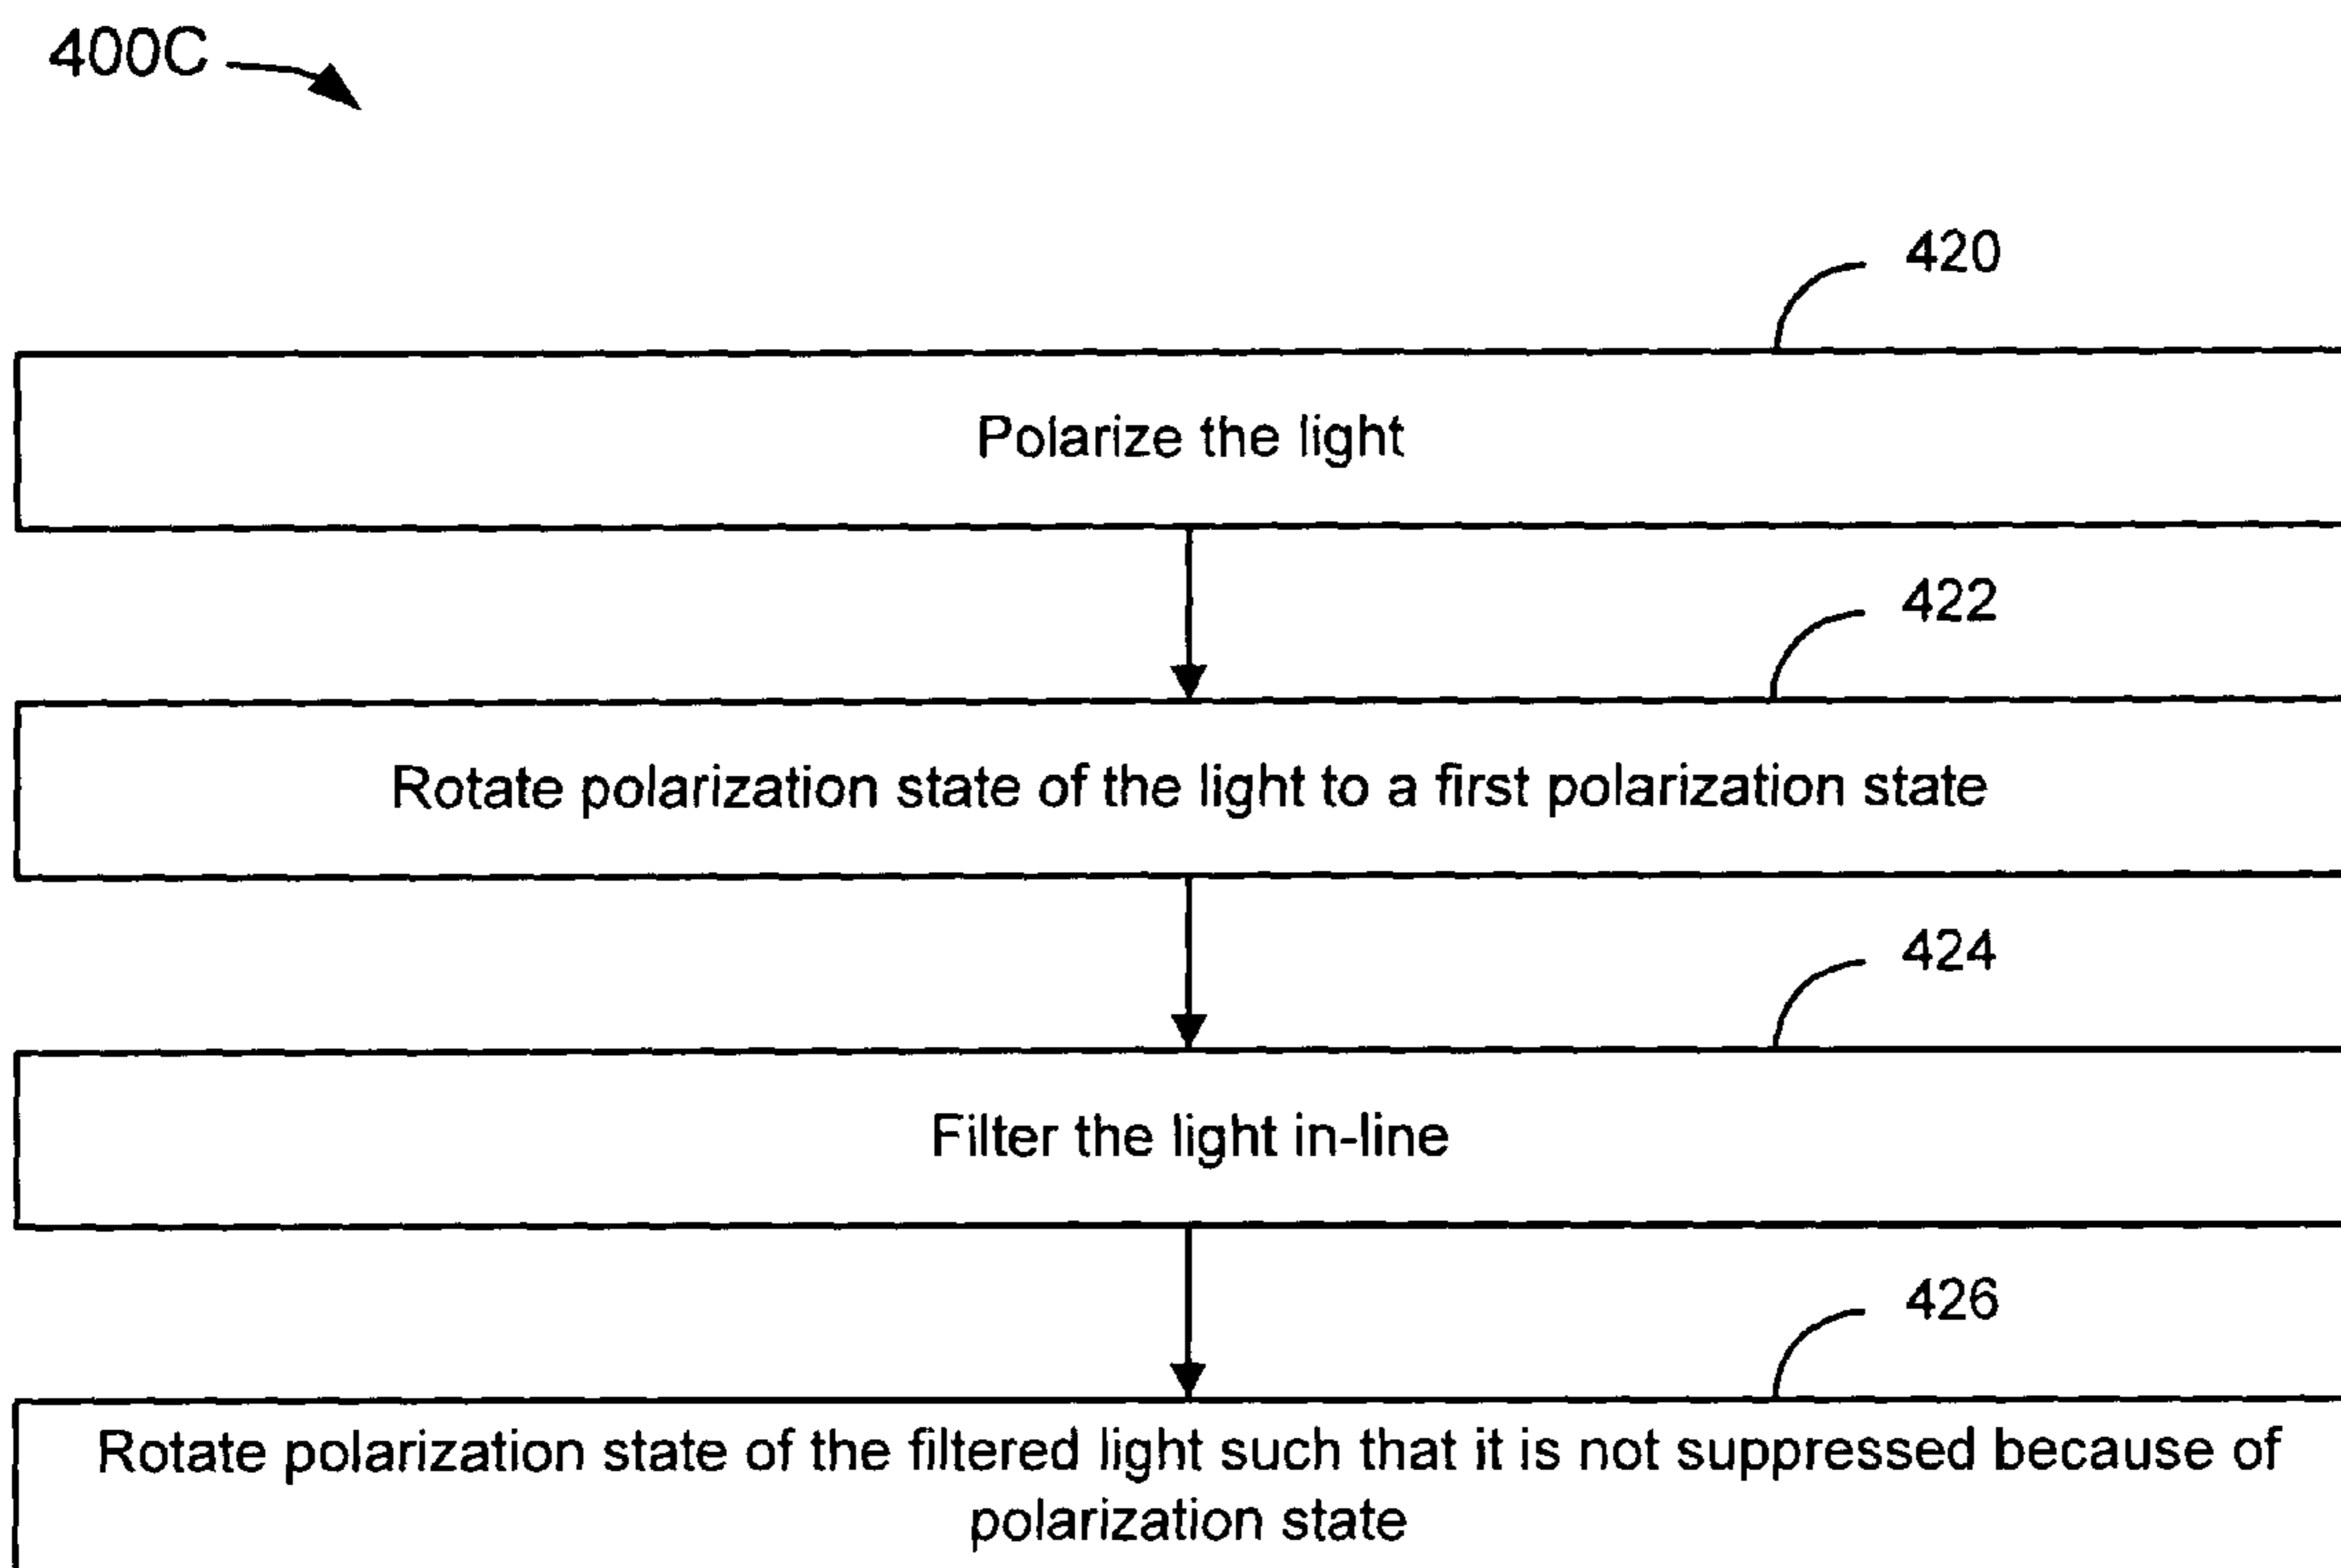 400C
420
Polarize the light
422
Rotate polarization state of the light to a first polarization state
424
Filter the light in-line
426
Rotate polarization state of the filtered light such that it is not suppressed because of
polarization state